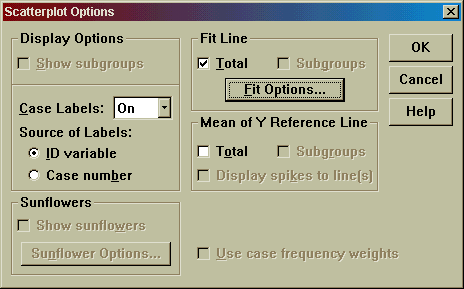 Scatterplot Options
Display Options
Show subgroups
Case Labels: On
Source of Labels:
ID variable
Case number
Sunflowers
Show sunflowers
Sunflower Options...
Fit Line
Total Subgroups
Fit Options...
Mean of Y Reference Line
Total Subgroups
Display spikes to line(s)
Use case frequency weights
OK
Cancel
Help